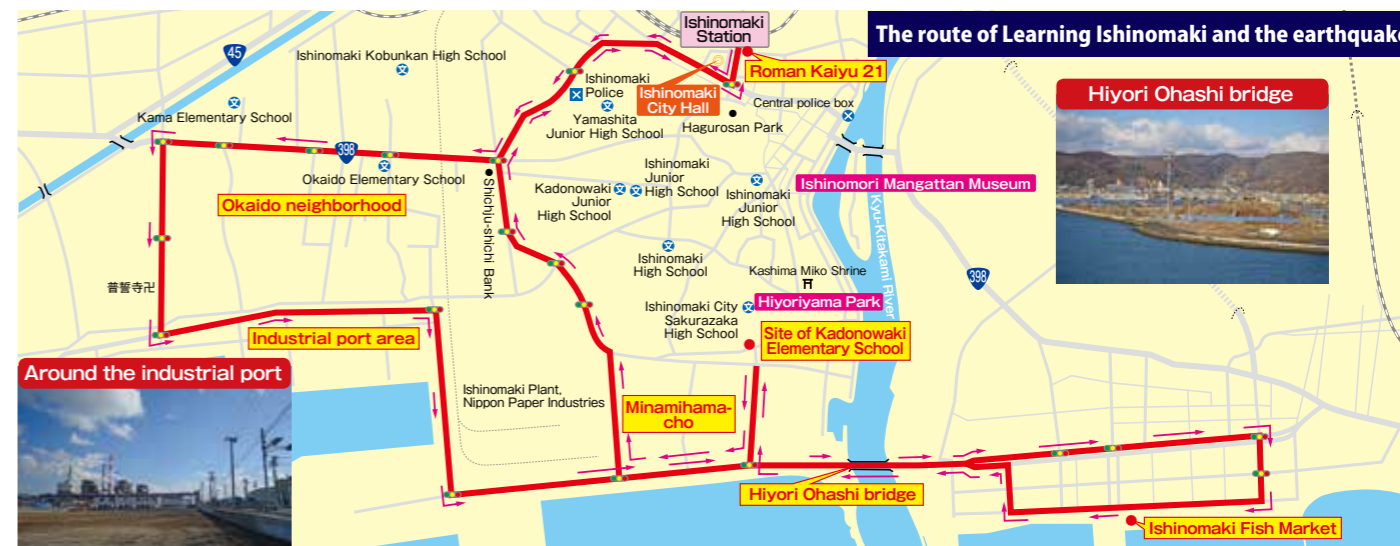 The route of Learning Ishinomaki and the earthquake
Ishinomaki
Station
Roman Kaiyu 21
Ishinomaki
City Hall
Central police box
Hagurosan Park
45
Ishinomaki Kobunkan High School
Kama Elementary School
Ishinomaki
Police
Yamashita
Junior High School
398
Okaido Elementary School
Okaido neighborhood
Shichju-shichi Bank
Kadonowaki
Junior
High School
Ishinomaki
Junior
High School
Ishinomaki
Junior
High School
Ishinomori Mangattan Museum
Kyu-Kitakami River
Hiyori Ohashi bridge
398
Ishinomaki
High School
Kashima Miko Shrine
Hiyoriyama Park
Ishinomaki City
Sakurazaka
High School
Site of Kadonowaki
Elementary School
普誓寺卍
Industrial port area
Around the industrial port
Ishinomaki Plant,
Nippon Paper Industries
Minamihama-
cho
Hiyori Ohashi bridge
Ishinomaki Fish Market